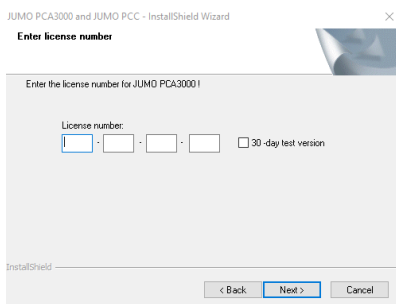 JUMO PCA3000 and JUMO PCC - InstallShield Wizard
Enter license number
Enter the license number for JUMO PCA3000 !
License number:
- - - 30 -day test version
InstallShield
< Back Next > Cancel